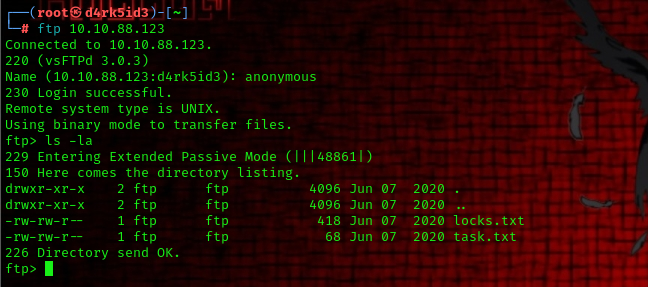 ┌──(root㉿d4rk5id3)-[~]
└─# ftp 10.10.88.123
Connected to 10.10.88.123.
220 (vsFTPd 3.0.3)
Name (10.10.88.123:d4rk5id3): anonymous
230 Login successful.
Remote system type is UNIX.
Using binary mode to transfer files.
ftp> ls -la
229 Entering Extended Passive Mode (|||48861|)
150 Here comes the directory listing.
drwxr-xr-x    2 ftp      ftp          4096 Jun 07  2020 .
drwxr-xr-x    2 ftp      ftp          4096 Jun 07  2020 ..
-rw-rw-r--    1 ftp      ftp           418 Jun 07  2020 locks.txt
-rw-rw-r--    1 ftp      ftp            68 Jun 07  2020 task.txt
226 Directory send OK.
ftp>